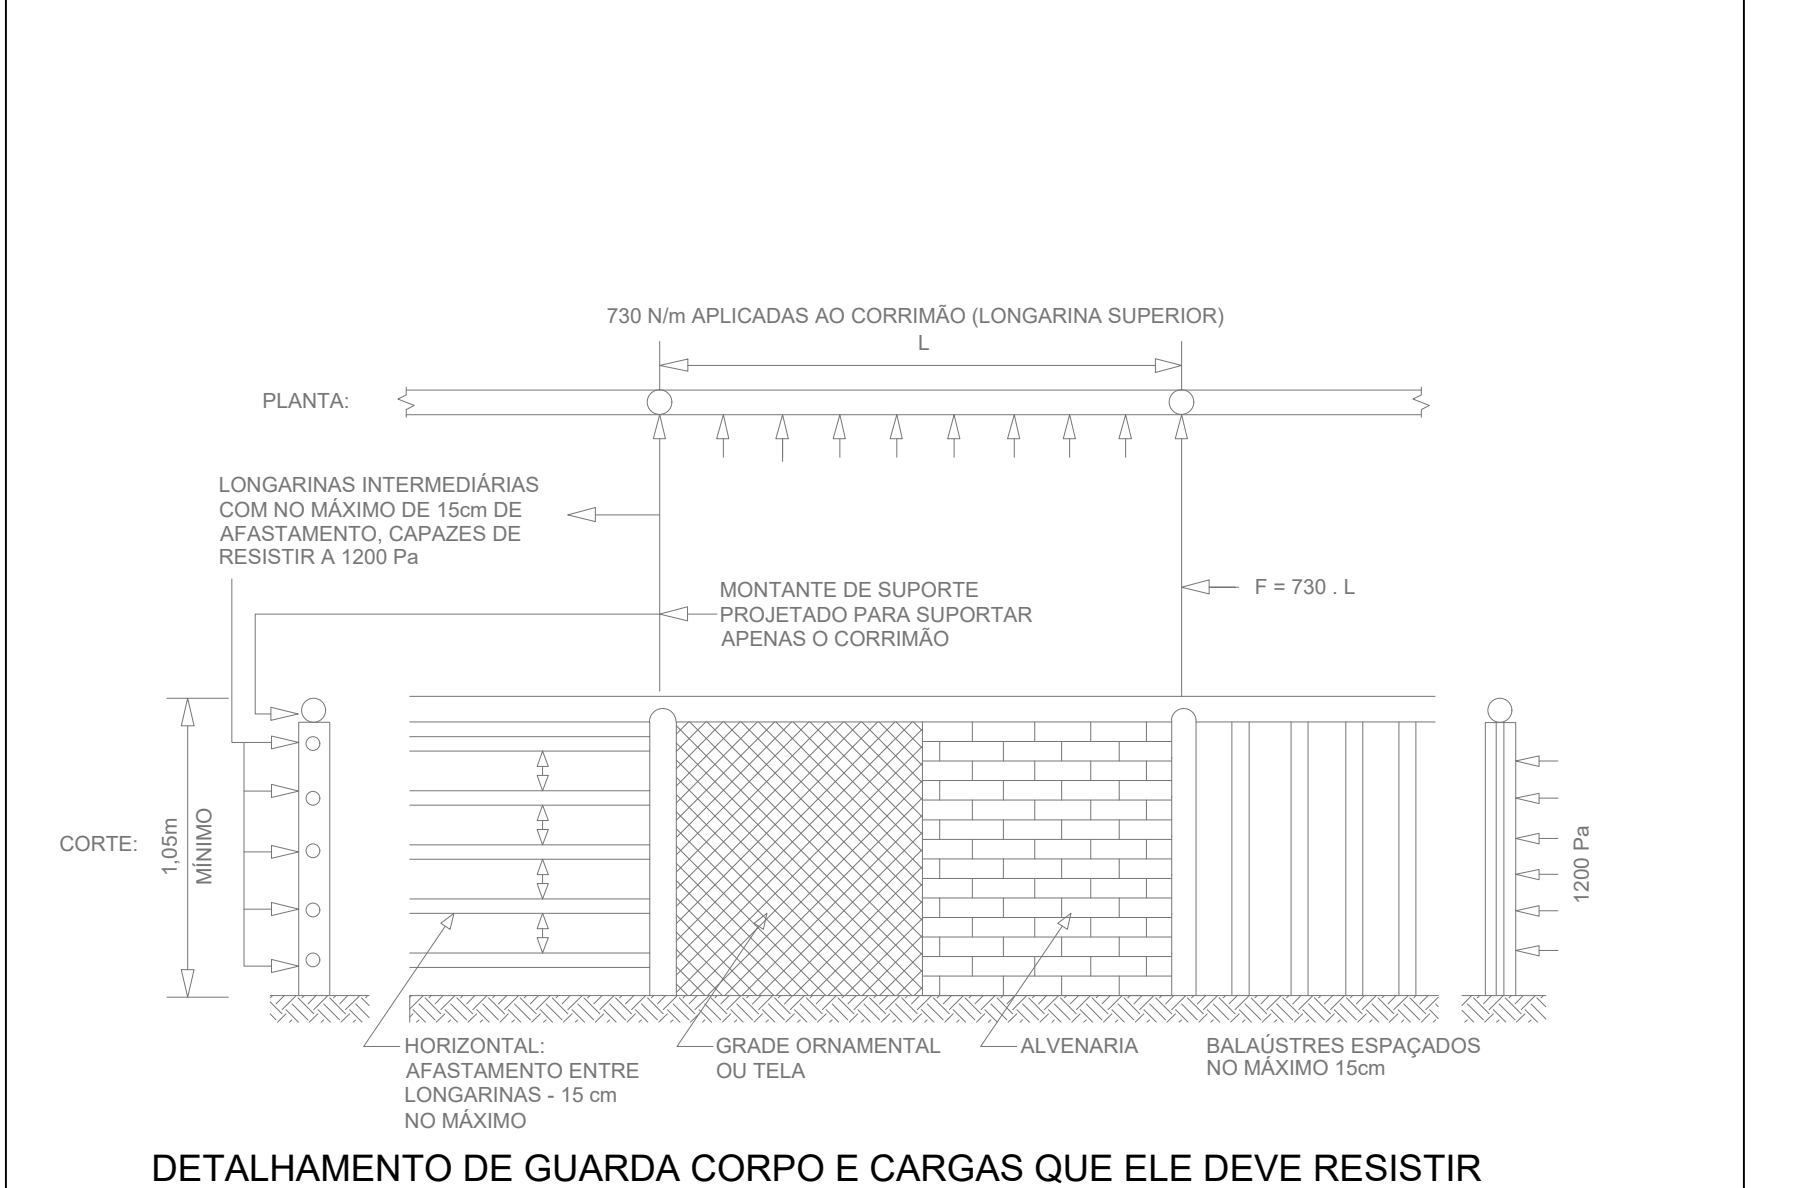 730 N/m APLICADAS AO CORRIMÃO (LONGARINA SUPERIOR)
L
PLANTA:
LONGARINAS INTERMEDIÁRIAS
COM NO MÁXIMO DE 15cm DE
AFASTAMENTO, CAPAZES DE
RESISTIR A 1200 Pa
MONTANTE DE SUPORTE
PROJETADO PARA SUPORTAR
APENAS O CORRIMÃO
F = 730 . L
CORTE:
1,05m
MÍNIMO
1200 Pa
HORIZONTAL:
AFASTAMENTO ENTRE
LONGARINAS - 15 cm
NO MÁXIMO
GRADE ORNAMENTAL
OU TELA
ALVENARIA
BALAÚSTRES ESPAÇADOS
NO MÁXIMO 15cm
DETALHAMENTO DE GUARDA CORPO E CARGAS QUE ELE DEVE RESISTIR